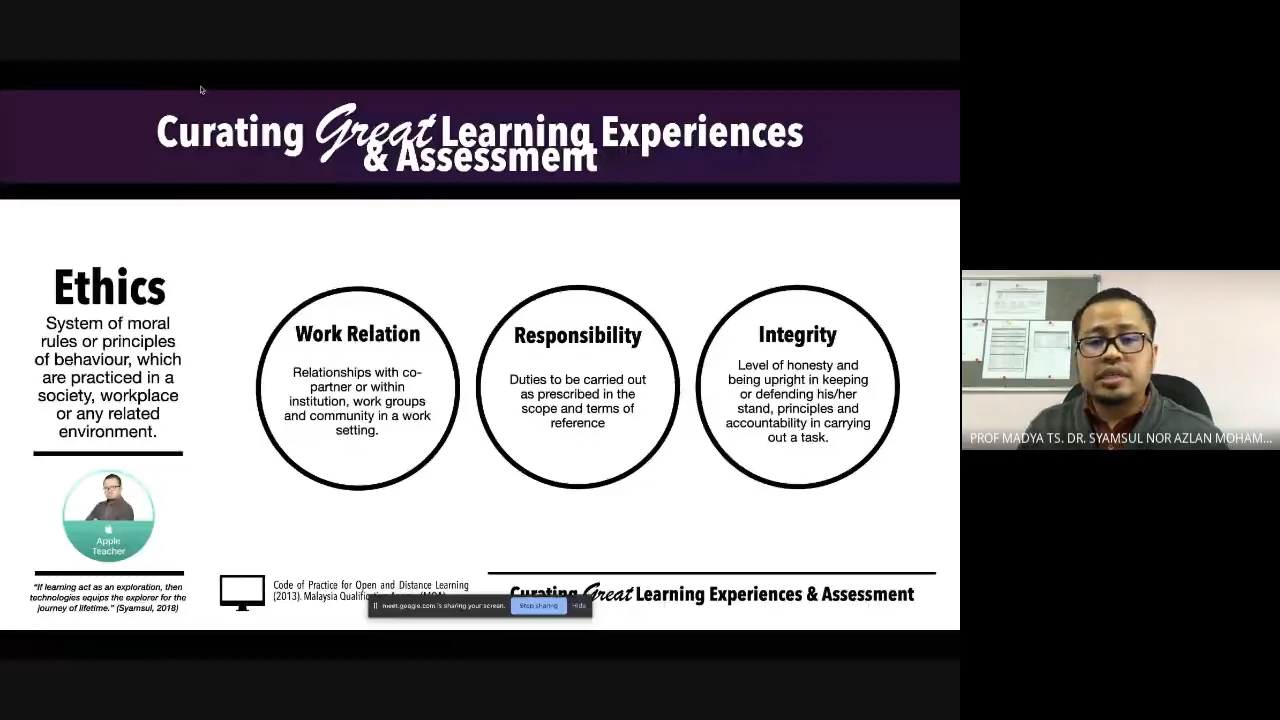 Curating Great Learning Experiences
& Assessment
Ethics
System of moral
rules or principles
of behaviour, which
are practiced in a
society, workplace
or any related
environment.
Apple
Teacher
"If learning act as an exploration, then
technologies equips the explorer for the
journey of lifetime." (Syamsul, 2018)
Work Relation
Relationships with co-
partner or within
institution, work groups
and community in a work
setting.
Responsibility
Duties to be carried out
as prescribed in the
scope and terms of
reference
Integrity
Level of honesty and
being upright in keeping
or defending his/her
stand, principles and
accountability in carrying
out a task.
Code of Practice for Open and Distance Learning
(2013). Malaysia
Curating Great Learning Experiences & Assessment
meet.google.com is sharing your screen.
Stop sharing
Hide
PROF MADYA TS. DR. SYAMSUL NOR AZLAN MOHAM...